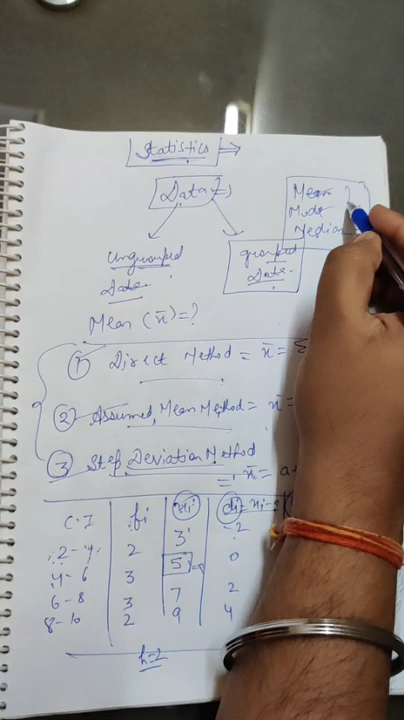 Statistics ⇒
Data ⇒
Mean
Mode
Median
ungrouped
Data
grouped
Data.
Mean (x̄) = ?
① Direct Method = x̄ = Σ
② Assumed Mean Method = x̄ =
③ Step Deviation Method
= x̄ = a+
C.I fi xi di = xi - a
2-4 2 3 -2
4-6 3 5 = a 0
6-8 3 7 2
8-10 2 9 4
h=2